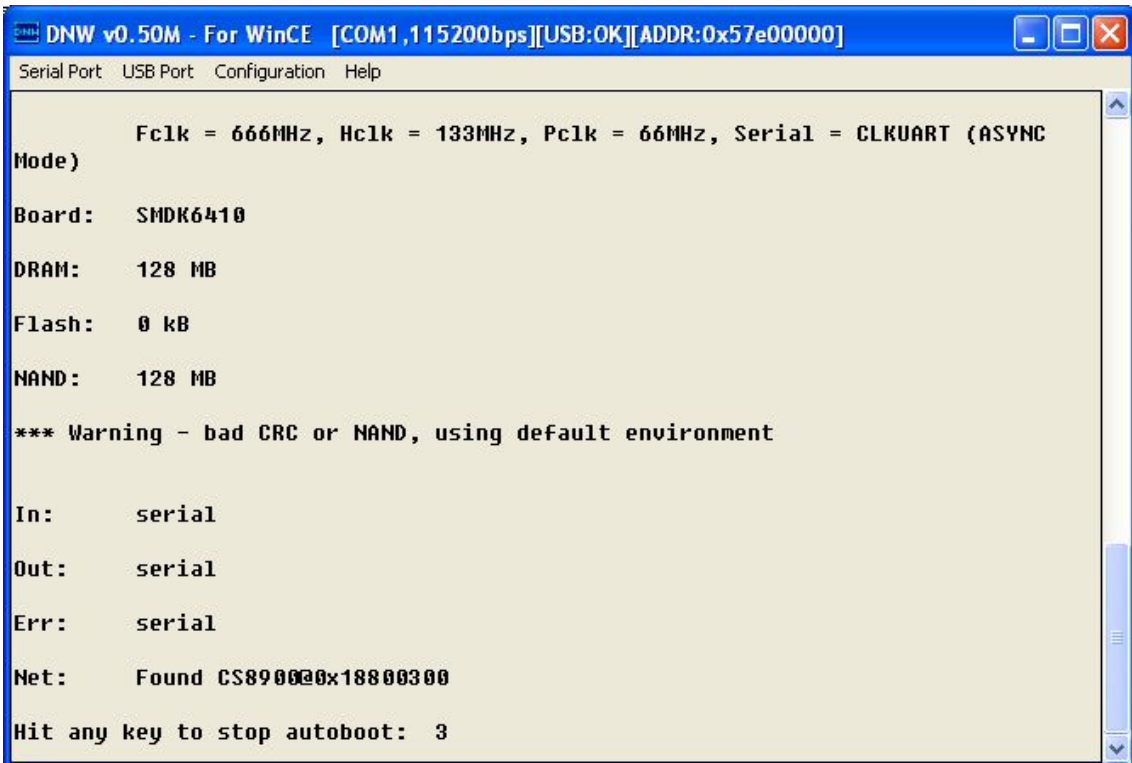 DNW v0.50M - For WinCE [COM1,115200bps][USB:OK][ADDR:0x57e00000]
Serial Port USB Port Configuration Help
Fclk = 666MHz, Hclk = 133MHz, Pclk = 66MHz, Serial = CLKUART (ASYNC
Mode)
Board: SMDK6410
DRAM: 128 MB
Flash: 0 kB
NAND: 128 MB
*** Warning - bad CRC or NAND, using default environment
In: serial
Out: serial
Err: serial
Net: Found CS8900@0x18800300
Hit any key to stop autoboot: 3